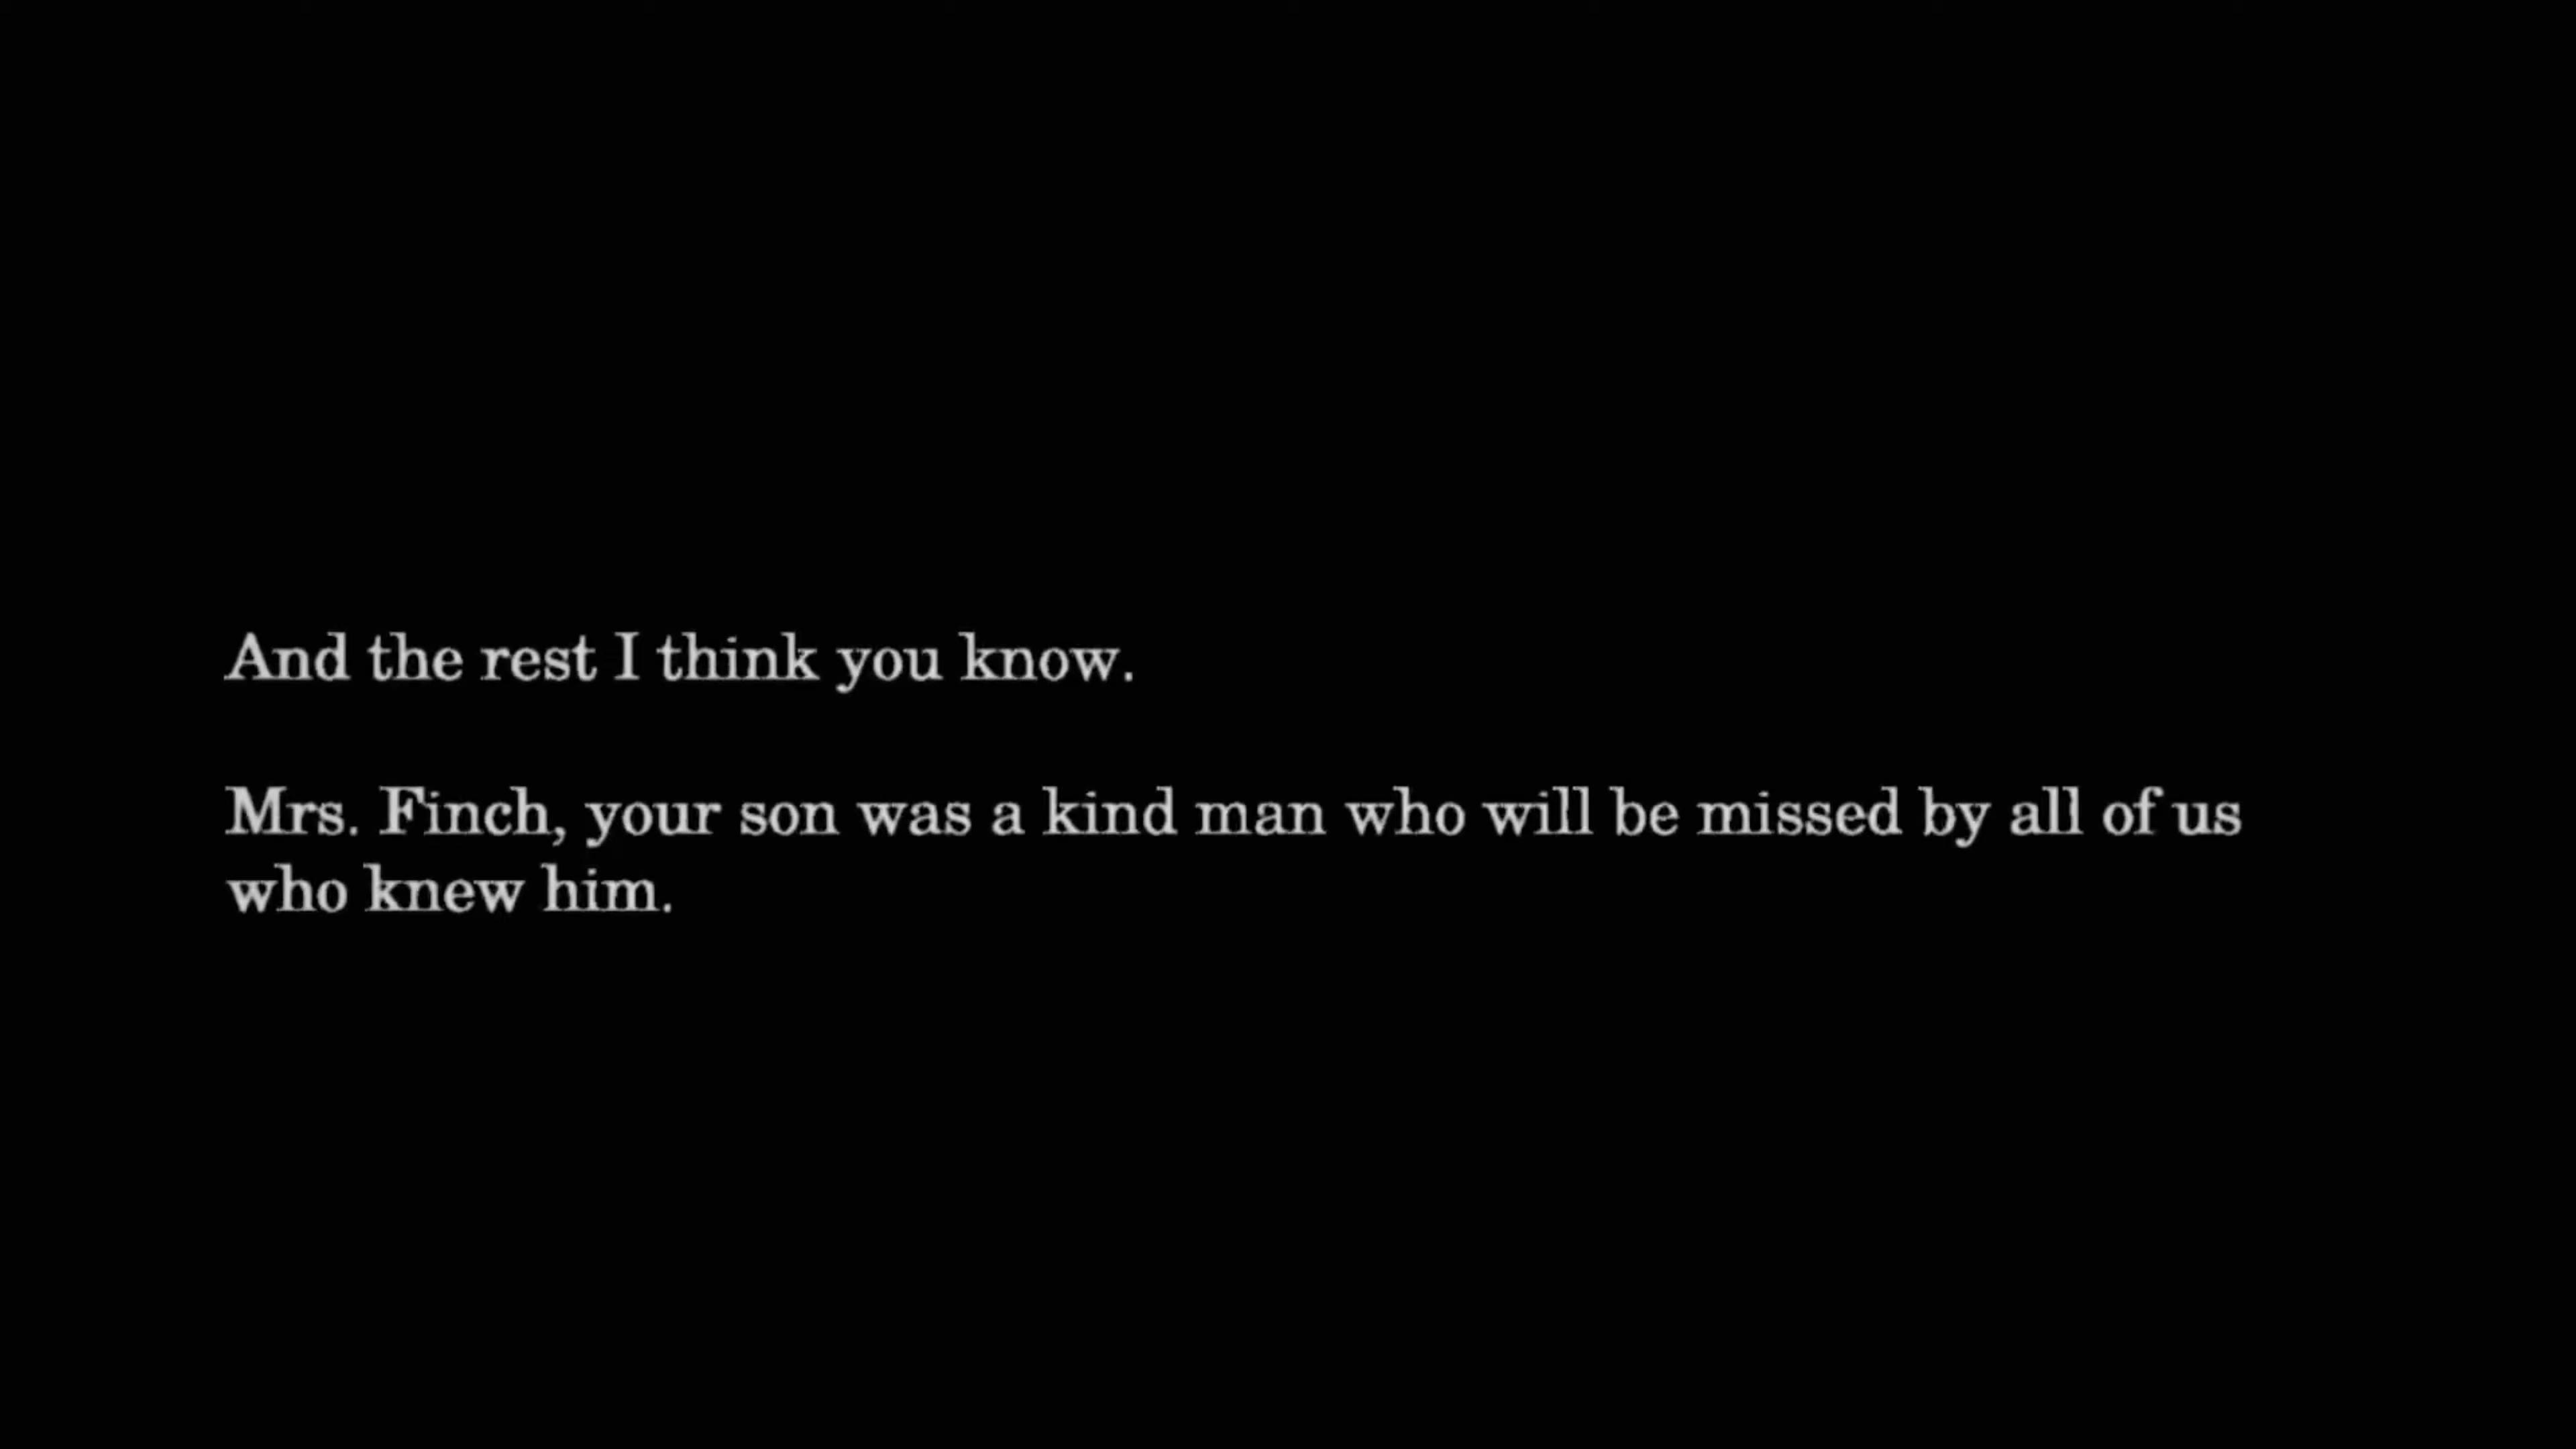 And the rest I think you know.
Mrs. Finch, your son was a kind man who will be missed by all of us
who knew him.